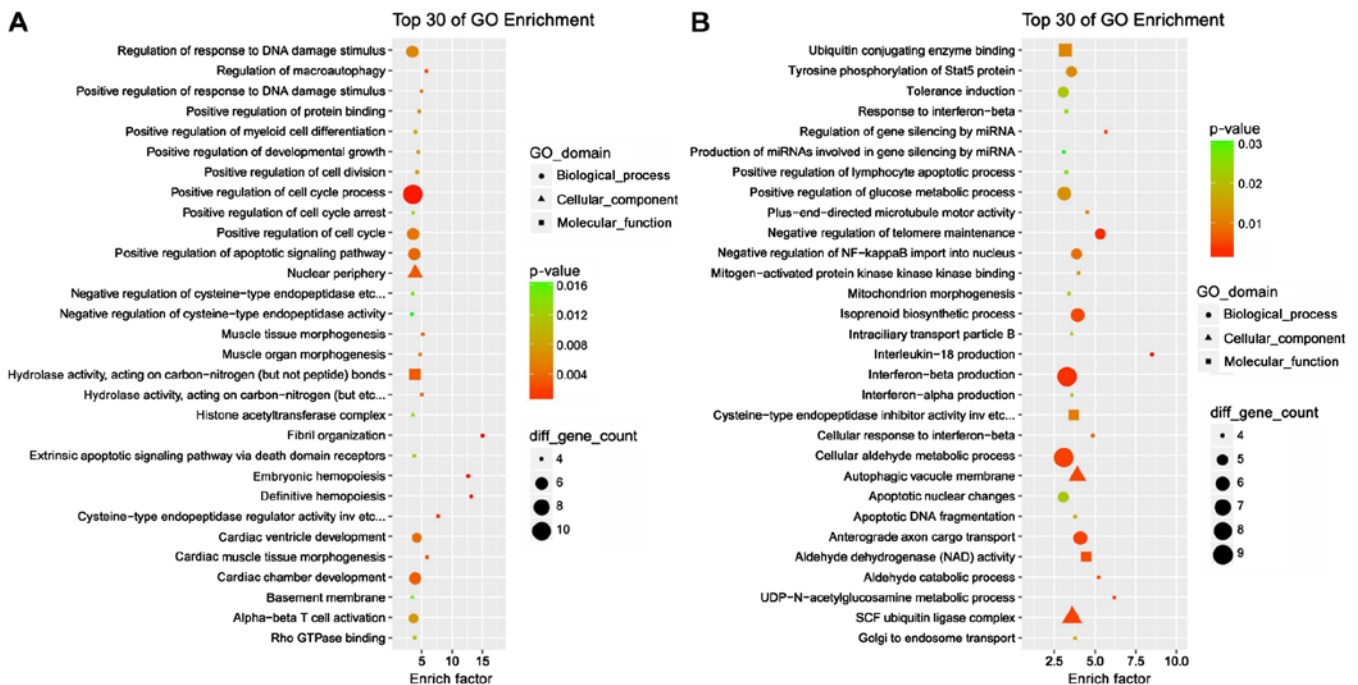 A
Top 30 of GO Enrichment
Regulation of response to DNA damage stimulus
Regulation of macroautophagy
Positive regulation of response to DNA damage stimulus
Positive regulation of protein binding
Positive regulation of myeloid cell differentiation
Positive regulation of developmental growth
Positive regulation of cell division
Positive regulation of cell cycle process
Positive regulation of cell cycle arrest
Positive regulation of cell cycle
Positive regulation of apoptotic signaling pathway
Nuclear periphery
Negative regulation of cysteine-type endopeptidase etc...
Negative regulation of cysteine-type endopeptidase activity
Muscle tissue morphogenesis
Muscle organ morphogenesis
Hydrolase activity, acting on carbon-nitrogen (but not peptide) bonds
Hydrolase activity, acting on carbon-nitrogen (but etc...
Histone acetyltransferase complex
Fibril organization
Extrinsic apoptotic signaling pathway via death domain receptors
Embryonic hemopoiesis
Definitive hemopoiesis
Cysteine-type endopeptidase regulator activity inv etc...
Cardiac ventricle development
Cardiac muscle tissue morphogenesis
Cardiac chamber development
Basement membrane
Alpha-beta T cell activation
Rho GTPase binding
5 10 15
Enrich factor
GO_domain
Biological_process
Cellular_component
Molecular_function
p-value
0.016
0.012
0.008
0.004
diff_gene_count
4
6
8
10
B
Top 30 of GO Enrichment
Ubiquitin conjugating enzyme binding
Tyrosine phosphorylation of Stat5 protein
Tolerance induction
Response to interferon-beta
Regulation of gene silencing by miRNA
Production of miRNAs involved in gene silencing by miRNA
Positive regulation of lymphocyte apoptotic process
Positive regulation of glucose metabolic process
Plus-end-directed microtubule motor activity
Negative regulation of telomere maintenance
Negative regulation of NF-kappaB import into nucleus
Mitogen-activated protein kinase kinase kinase binding
Mitochondrion morphogenesis
Isoprenoid biosynthetic process
Intraciliary transport particle B
Interleukin-18 production
Interferon-beta production
Interferon-alpha production
Cysteine-type endopeptidase inhibitor activity inv etc...
Cellular response to interferon-beta
Cellular aldehyde metabolic process
Autophagic vacuole membrane
Apoptotic nuclear changes
Apoptotic DNA fragmentation
Anterograde axon cargo transport
Aldehyde dehydrogenase (NAD) activity
Aldehyde catabolic process
UDP-N-acetylglucosamine metabolic process
SCF ubiquitin ligase complex
Golgi to endosome transport
2.5 5.0 7.5 10.0
Enrich factor
p-value
0.03
0.02
0.01
GO_domain
Biological_process
Cellular_component
Molecular_function
diff_gene_count
4
5
6
7
8
9